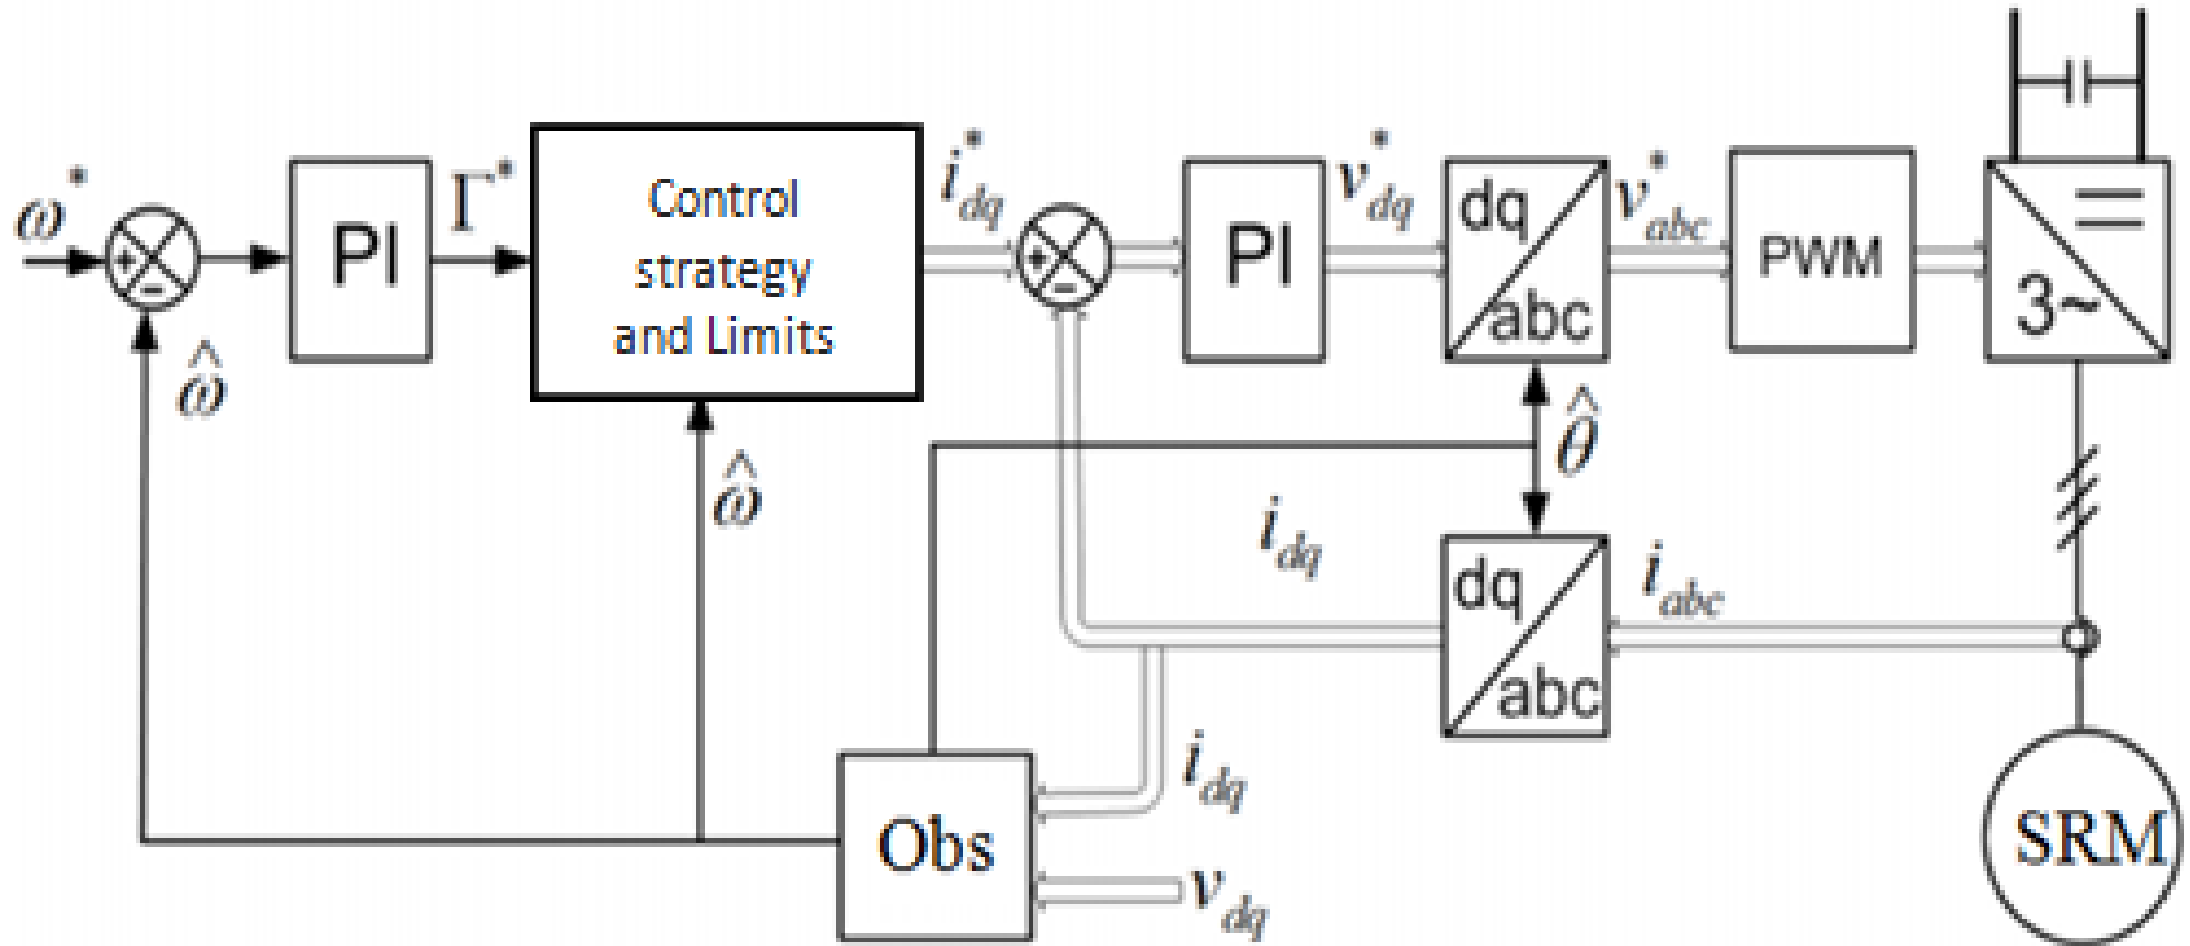 ω*
+
−
PI
Γ*
Control
strategy
and Limits
i*dq
+
−
PI
v*dq
dq
abc
v*abc
PWM
3~
ω̂
ω̂
θ̂
idq
dq
abc
iabc
idq
Obs
vdq
SRM